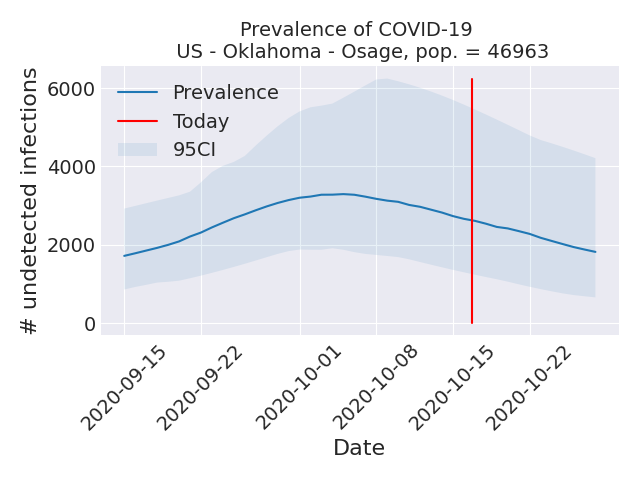 Prevalence of COVID-19
US - Oklahoma - Osage, pop. = 46963
# undetected infections
6000
4000
2000
0
Prevalence
Today
95CI
2020-09-15
2020-09-22
2020-10-01
2020-10-08
2020-10-15
2020-10-22
Date